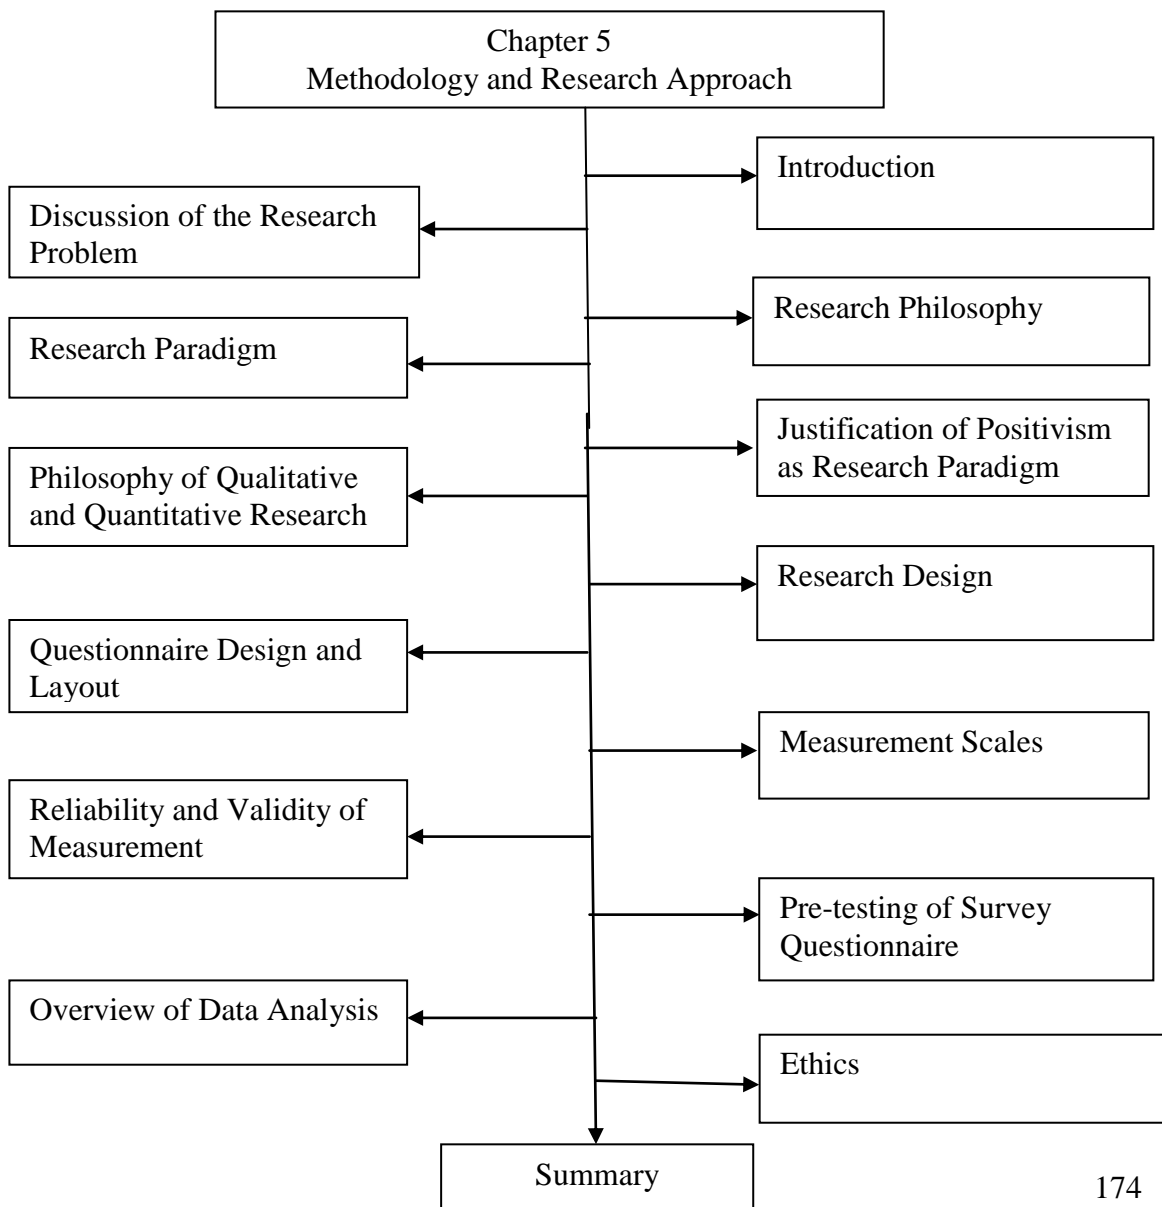 Chapter 5
Methodology and Research Approach
Introduction
Discussion of the Research
Problem
Research Philosophy
Research Paradigm
Justification of Positivism
as Research Paradigm
Philosophy of Qualitative
and Quantitative Research
Research Design
Questionnaire Design and
Layout
Measurement Scales
Reliability and Validity of
Measurement
Pre-testing of Survey
Questionnaire
Overview of Data Analysis
Ethics
Summary
174